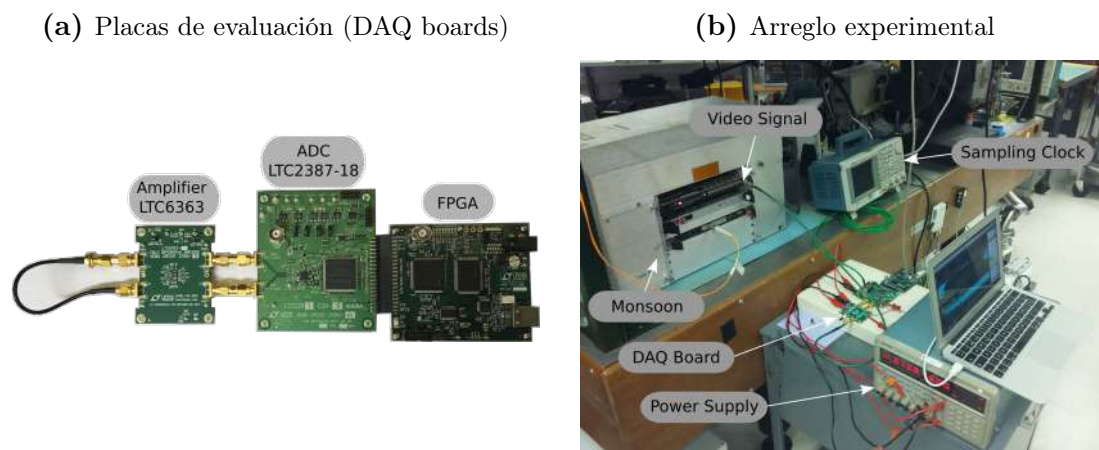 (a) Placas de evaluación (DAQ boards)
(b) Arreglo experimental
ADC
LTC2387-18
Amplifier
LTC6363
FPGA
Video Signal
Sampling Clock
Monsoon
DAQ Board
Power Supply